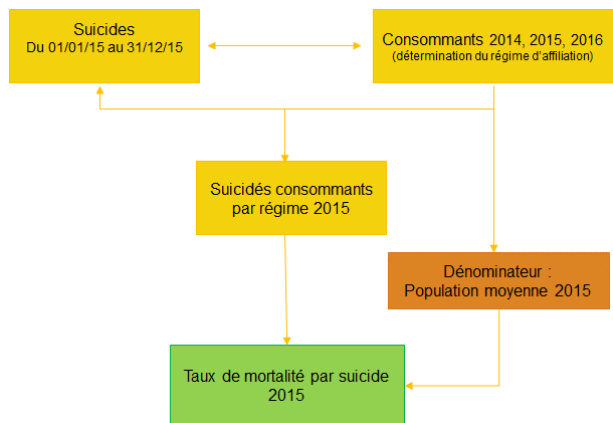 Suicides
Du 01/01/15 au 31/12/15
Consommants 2014, 2015, 2016
(détermination du régime d'affiliation)
Suicidés consommants
par régime 2015
Dénominateur :
Population moyenne 2015
Taux de mortalité par suicide
2015